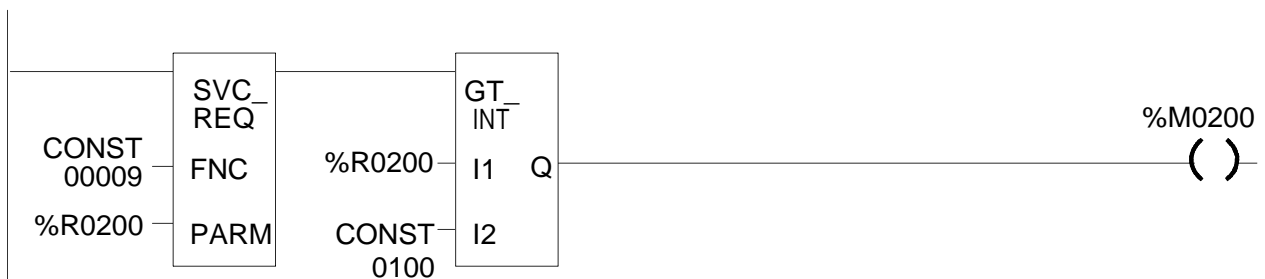 SVC_
REQ
GT_
INT
%M0200
CONST
00009
FNC
%R0200
I1
Q
%R0200
PARM
CONST
0100
I2